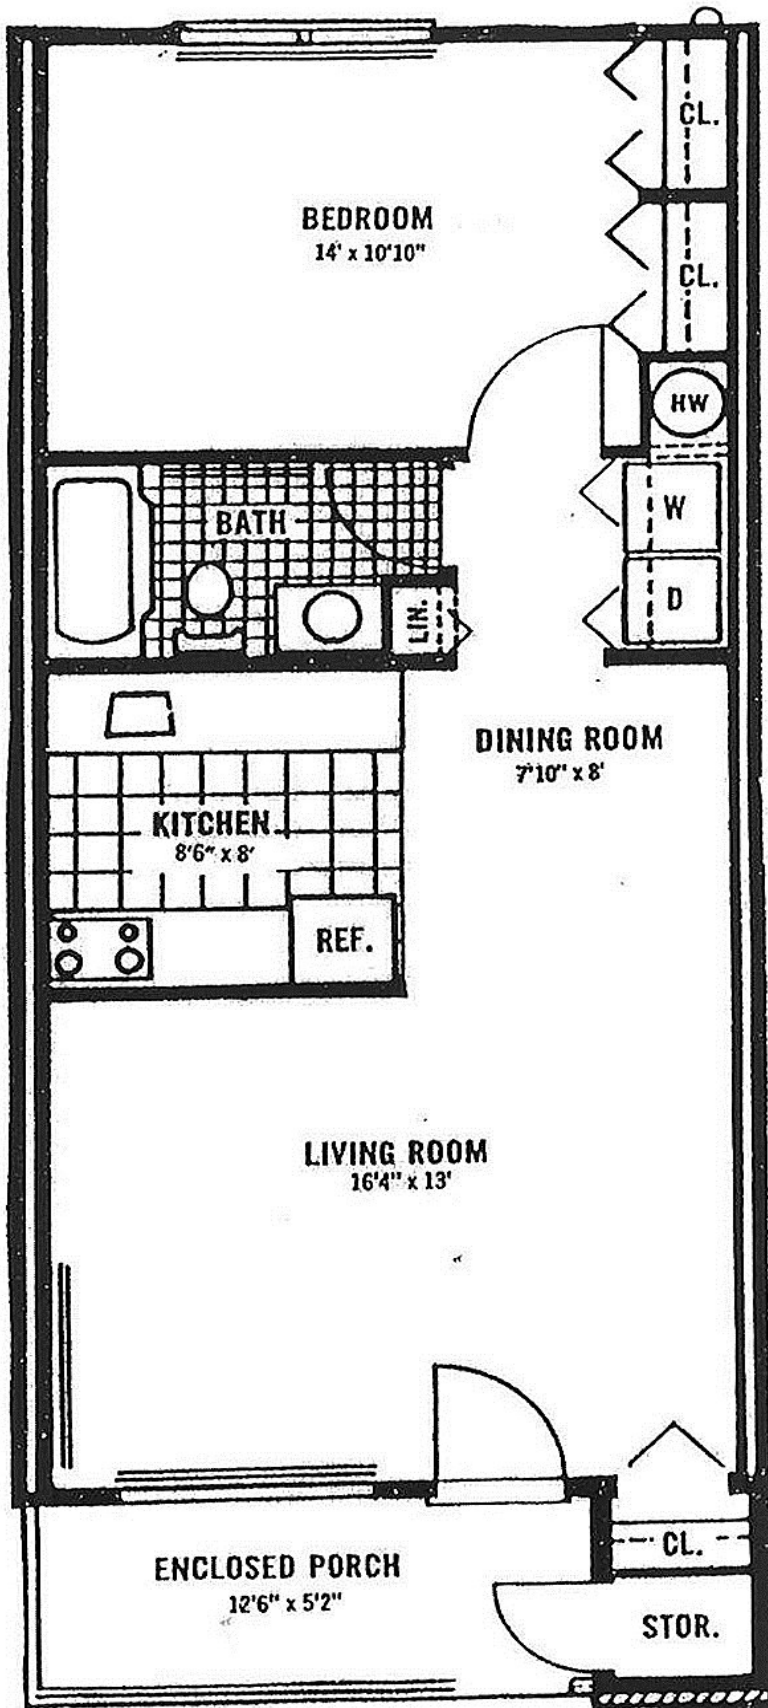 CL.
BEDROOM
14' x 10'10"
CL.
HW
BATH
W
D
LIN.
DINING ROOM
7'10" x 8'
KITCHEN
8'6" x 8'
REF.
LIVING ROOM
16'4" x 13'
CL.
ENCLOSED PORCH
12'6" x 5'2"
STOR.